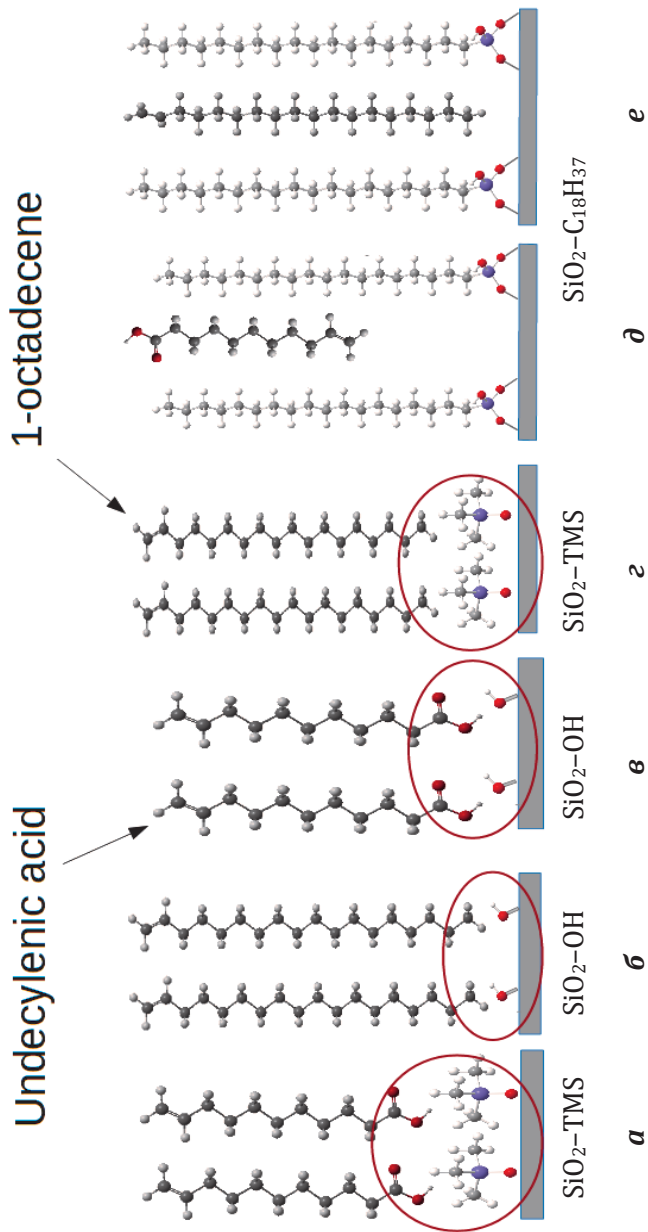 Undecylenic acid
1-octadecene
SiO₂–TMS
SiO₂–OH
SiO₂–OH
SiO₂–TMS
SiO₂–C₁₈H₃₇
а
б
в
г
д
е